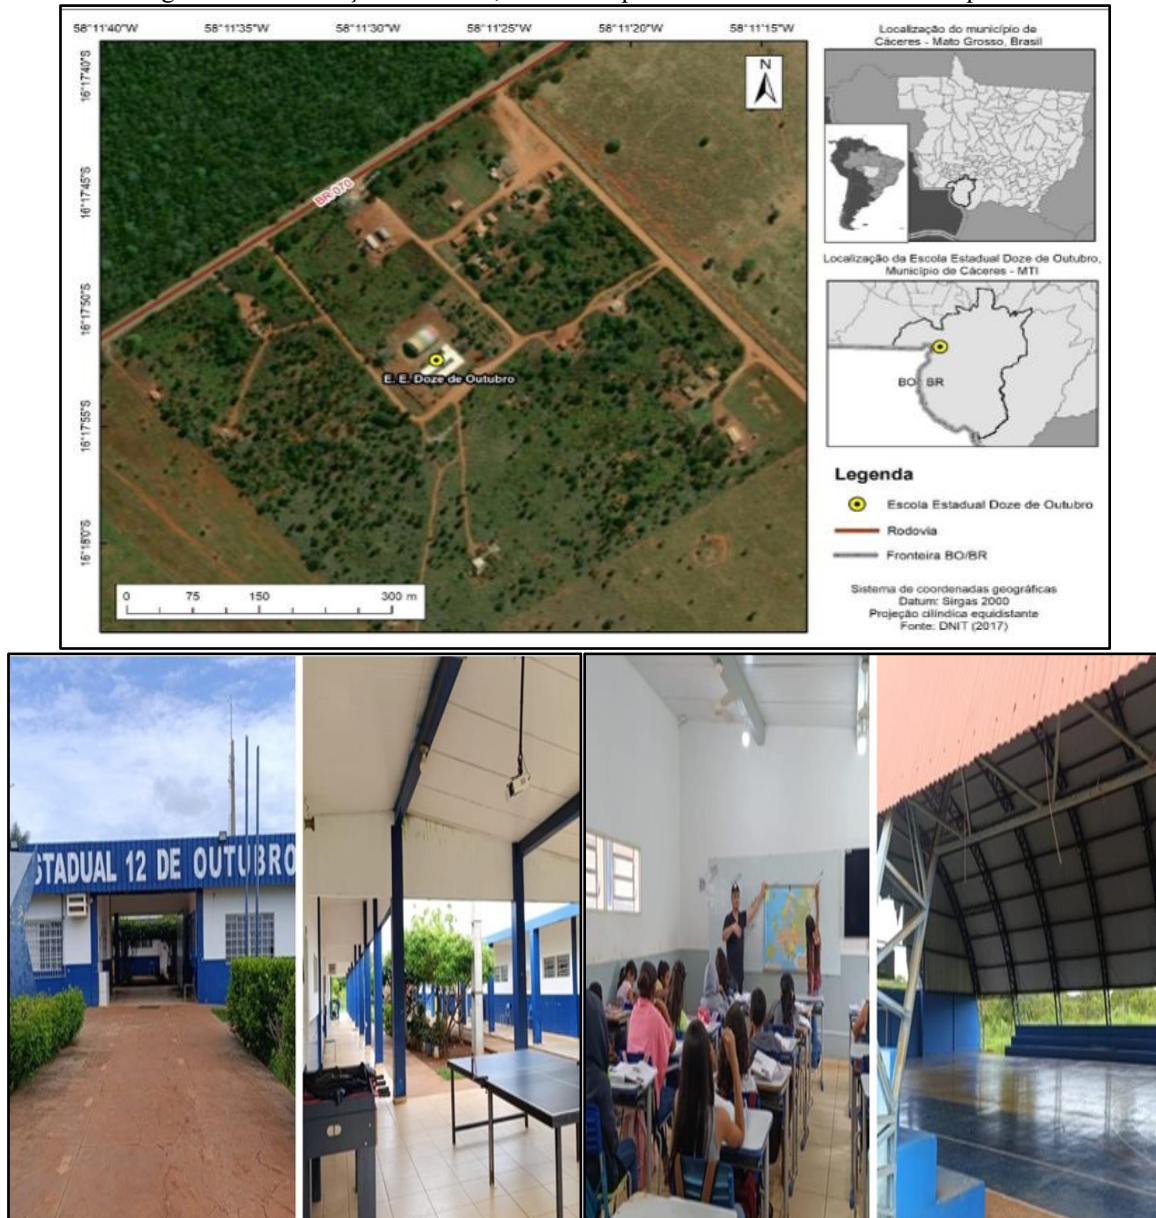 58°11'40"W 58°11'35"W 58°11'30"W 58°11'25"W 58°11'20"W 58°11'15"W
16°17'40"S
16°17'45"S
16°17'50"S
16°17'55"S
16°18'0"S
N
BR 070
E. E. Doze de Outubro
0 75 150 300 m
Localização do município de
Cáceres - Mato Grosso, Brasil
Localização da Escola Estadual Doze de Outubro,
Município de Cáceres - MTI
BO BR
Legenda
Escola Estadual Doze de Outubro
Rodovia
Fronteira BO/BR
Sistema de coordenadas geográficas
Datum: Sirgas 2000
Projeção cilíndrica equidistante
Fonte: DNIT (2017)
STADUAL 12 DE OUTUBRO